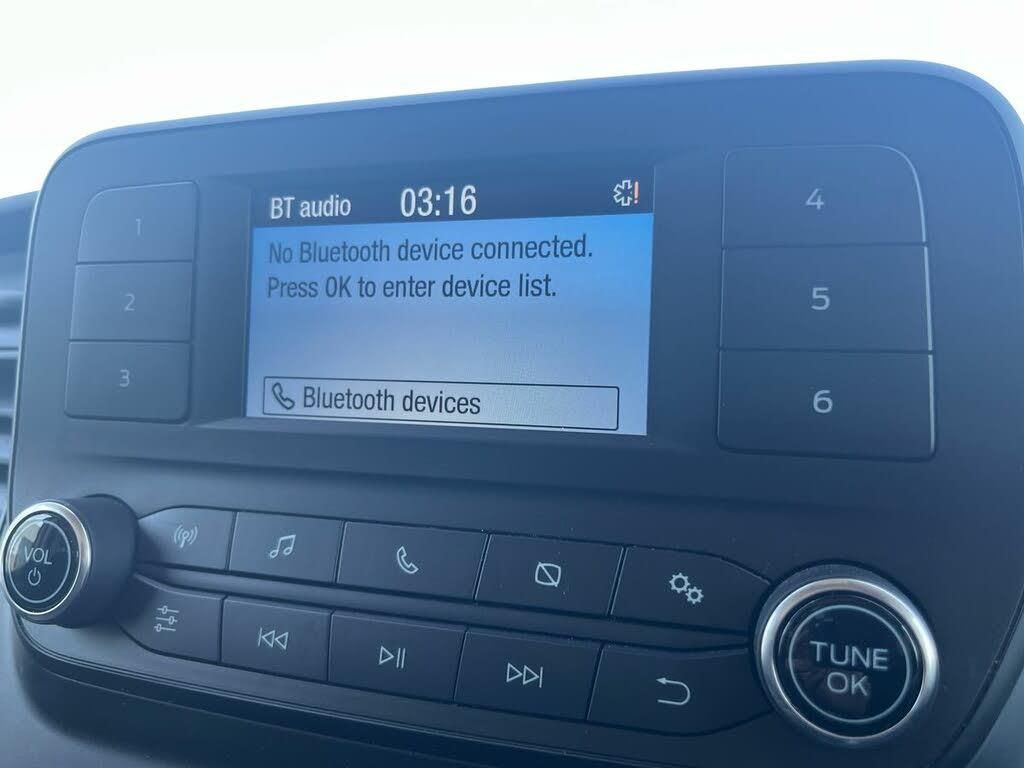 BT audio 03:16
No Bluetooth device connected.
Press OK to enter device list.
Bluetooth devices
1
2
3
4
5
6
VOL
TUNE
OK